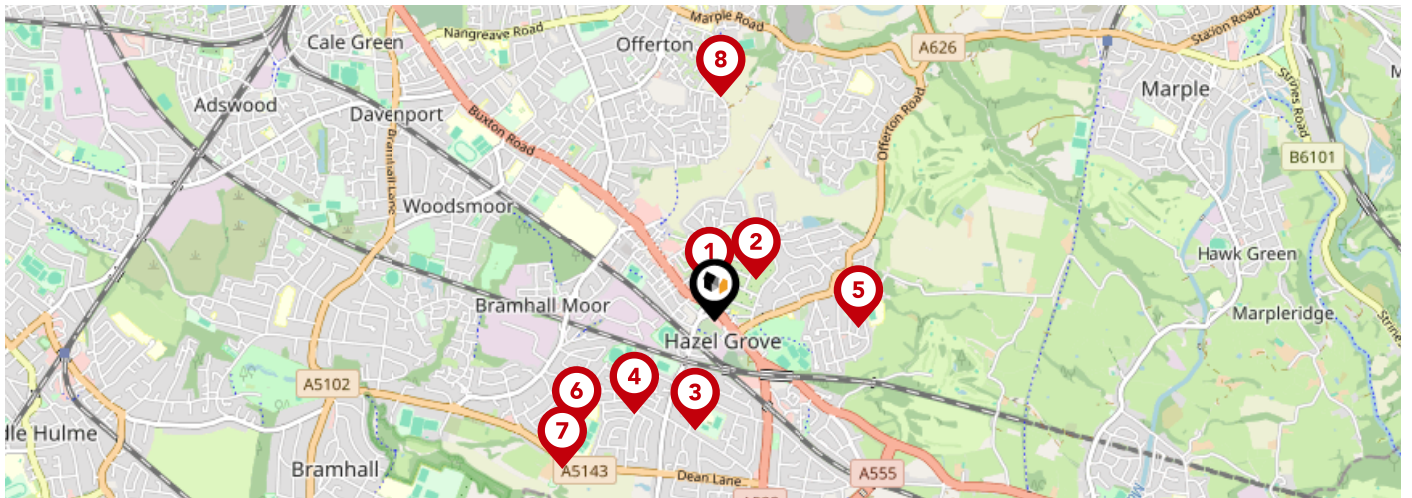 Marple Road
Station Road
Nangreave Road
Cale Green
Offerton
8
A626
Strines Road
Marple
Adswood
Davenport
Buxton Road
Offerton Road
Bramhall Lane
B6101
Woodsmoor
1
2
Hawk Green
5
Bramhall Moor
Marpleridge
Hazel Grove
A5102
6
4
3
7
dle Hulme
Bramhall
A5143
Dean Lane
A555